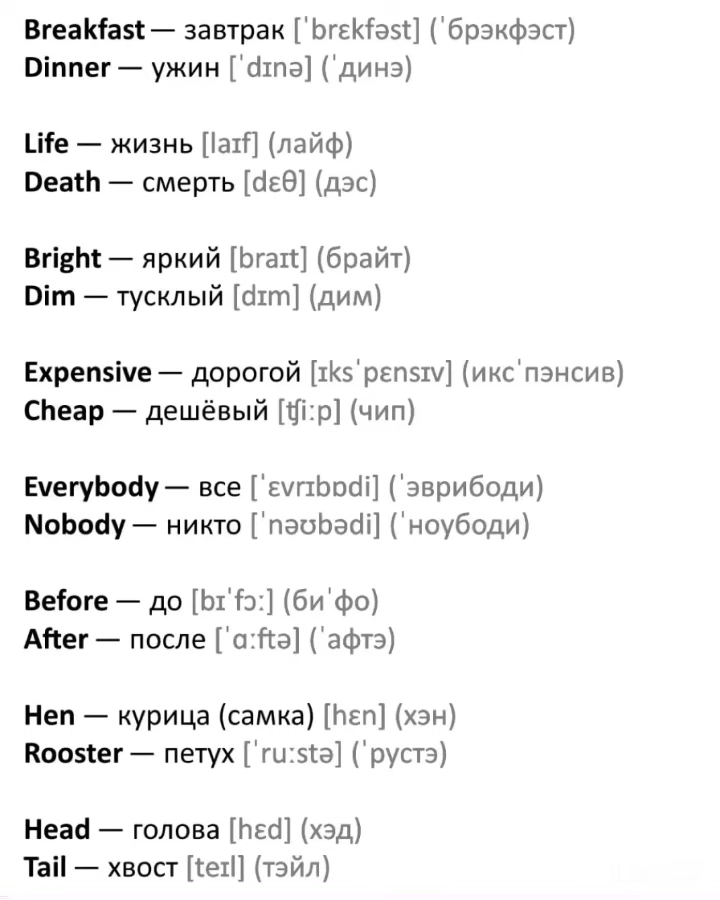 Breakfast — завтрак [ˈbrɛkfəst] (ˈбрэкфэст)
Dinner — ужин [ˈdɪnə] (ˈдинэ)
Life — жизнь [laɪf] (лайф)
Death — смерть [dɛθ] (дэс)
Bright — яркий [braɪt] (брайт)
Dim — тусклый [dɪm] (дим)
Expensive — дорогой [ɪksˈpɛnsɪv] (иксˈпэнсив)
Cheap — дешёвый [ʧiːp] (чип)
Everybody — все [ˈɛvrɪbɒdi] (ˈэврибоди)
Nobody — никто [ˈnəʊbədi] (ˈноубоди)
Before — до [bɪˈfɔː] (биˈфо)
After — после [ˈɑːftə] (ˈафтэ)
Hen — курица (самка) [hɛn] (хэн)
Rooster — петух [ˈruːstə] (ˈрустэ)
Head — голова [hɛd] (хэд)
Tail — хвост [teɪl] (тэйл)